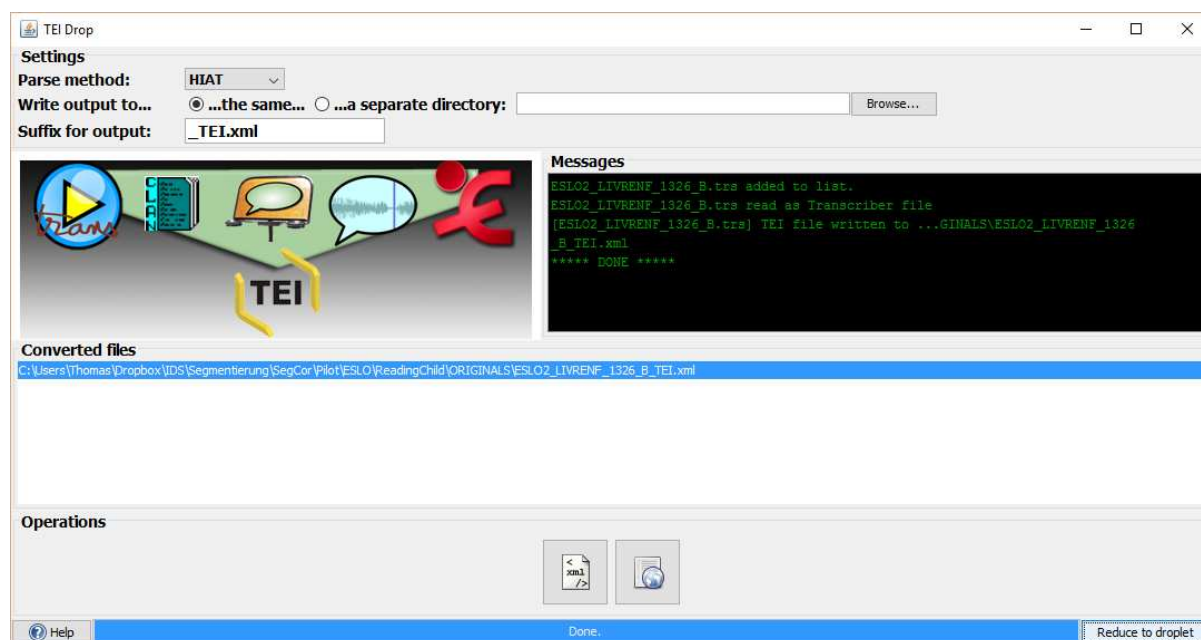 TEI Drop
Settings
Parse method: HIAT
Write output to... ...the same... ...a separate directory: Browse...
Suffix for output: _TEI.xml
Messages
ESLO2_LIVRENF_1326_B.trs added to list.
ESLO2_LIVRENF_1326_B.trs read as Transcriber file
[ESLO2_LIVRENF_1326_B.trs] TEI file written to ...GINALS\ESLO2_LIVRENF_1326
_B_TEI.xml
***** DONE *****
trans
CLAN
TEI
Converted files
C:\Users\Thomas\Dropbox\IDS\Segmentierung\SegCor\Pilot\ESLO\ReadingChild\ORIGINALS\ESLO2_LIVRENF_1326_B_TEI.xml
Operations
<
xml
/>
Help Done. Reduce to droplet